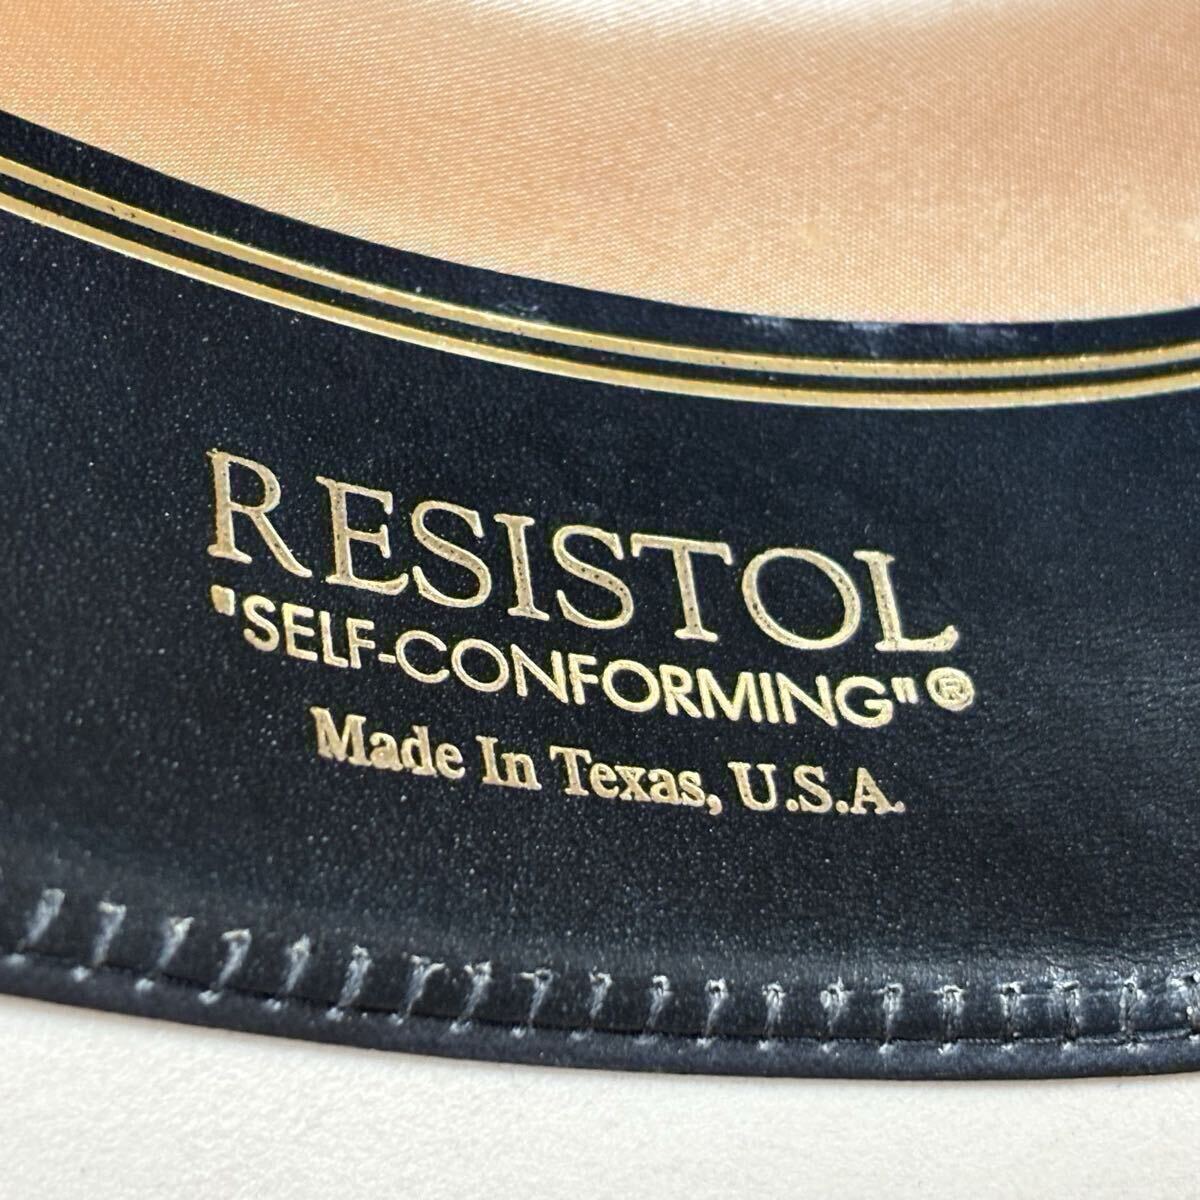 RESISTOL
"SELF-CONFORMING"®
Made In Texas, U.S.A.